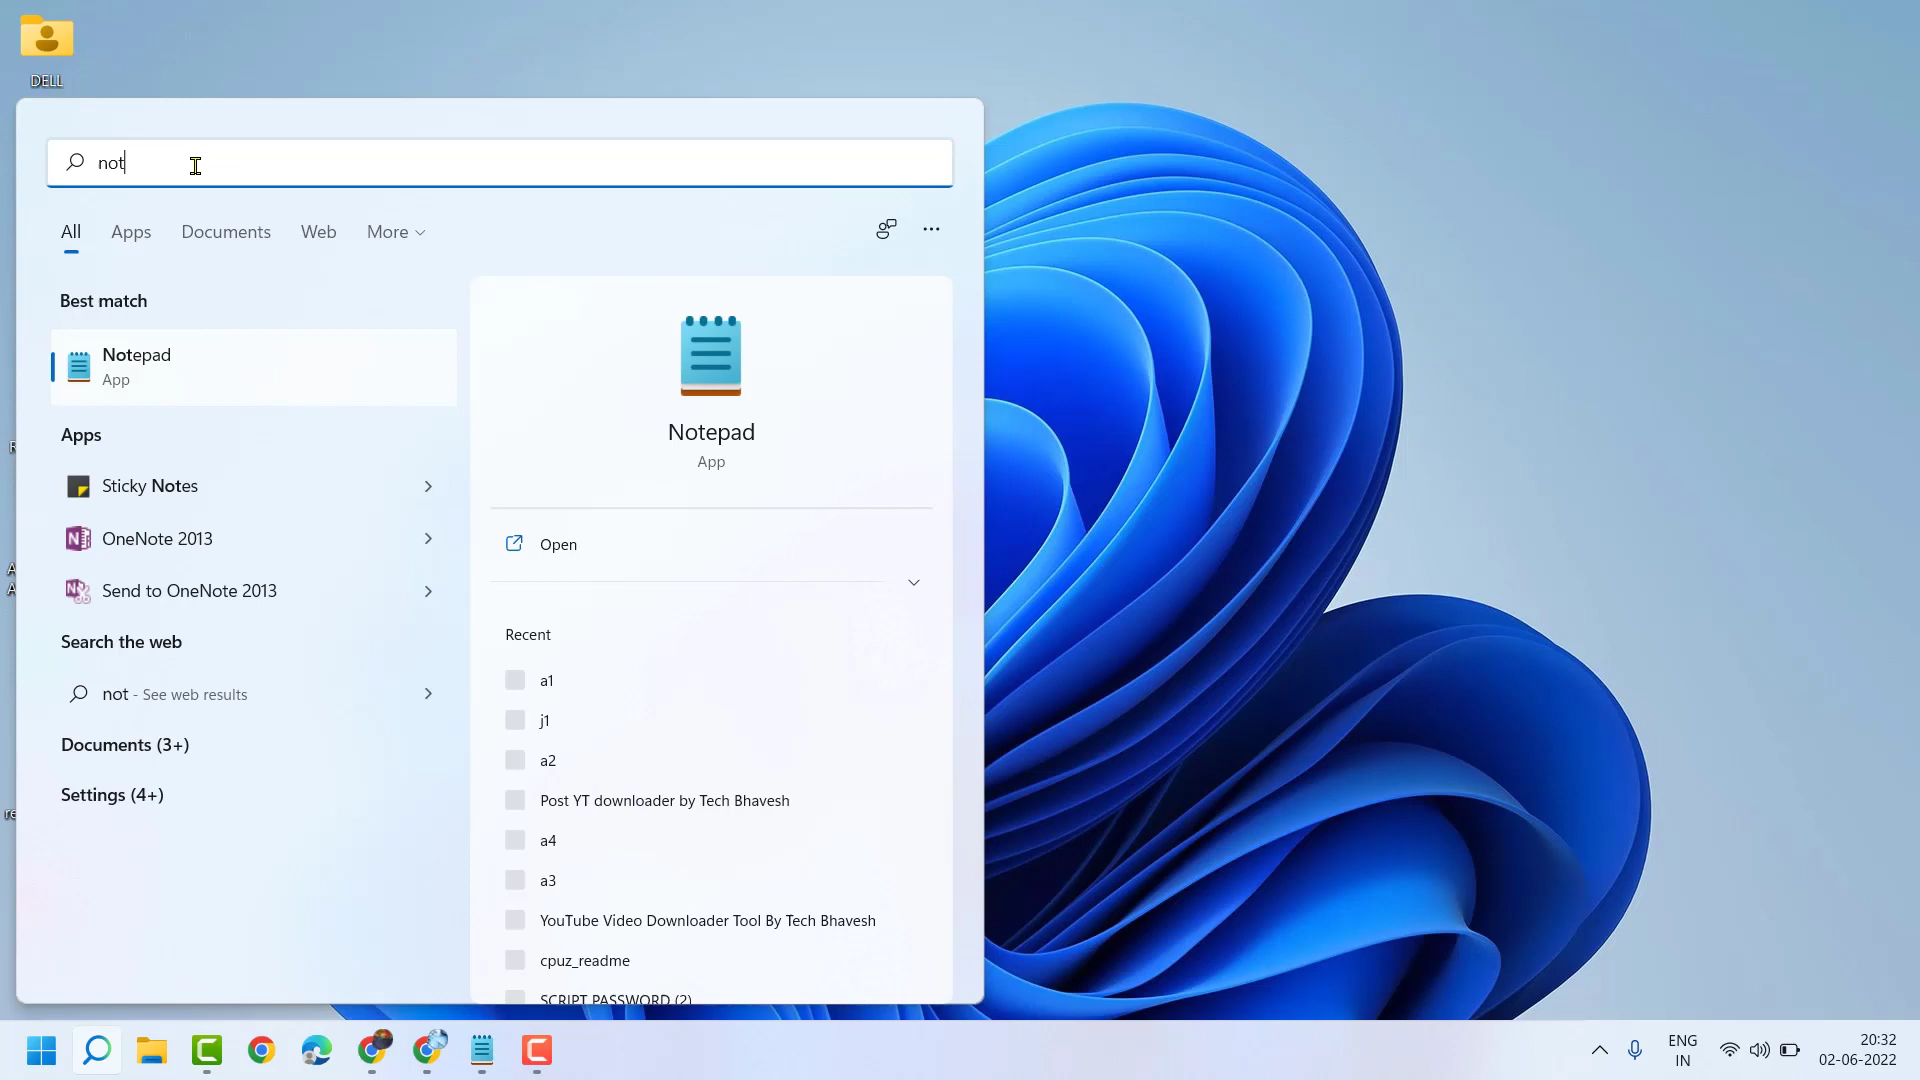 DELL
not
All Apps Documents Web More
Best match
Notepad
App
Apps
Sticky Notes
OneNote 2013
Send to OneNote 2013
Search the web
not - See web results
Documents (3+)
Settings (4+)
Notepad
App
Open
Recent
a1
j1
a2
Post YT downloader by Tech Bhavesh
a4
a3
YouTube Video Downloader Tool By Tech Bhavesh
cpuz_readme
SCRIPT PASSWORD (2)
ENG
IN
20:32
02-06-2022